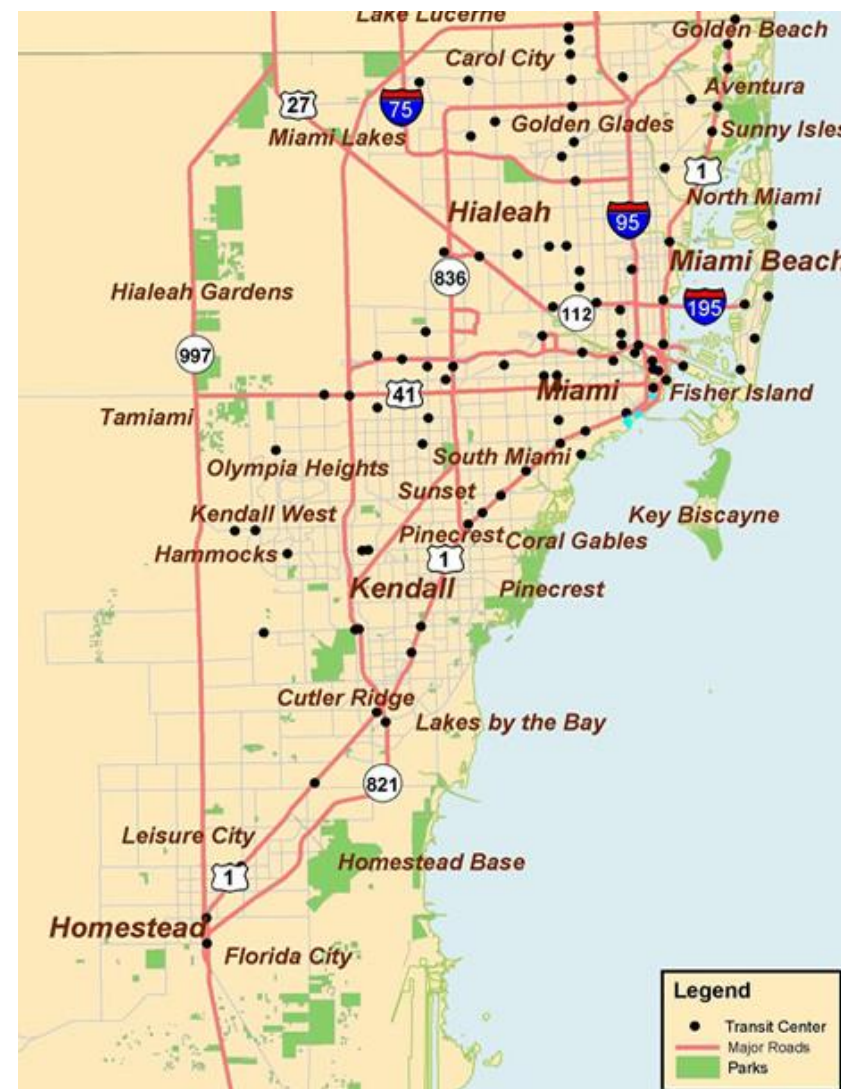 Lake Lucerne
Golden Beach
Carol City
Aventura
27
75
Miami Lakes
Golden Glades
Sunny Isles
1
North Miami
Hialeah
95
Miami Beach
836
Hialeah Gardens
195
112
997
41
Miami
Fisher Island
Tamiami
South Miami
Olympia Heights
Sunset
Kendall West
Key Biscayne
Pinecrest
Coral Gables
Hammocks
1
Kendall
Pinecrest
Cutler Ridge
Lakes by the Bay
821
Leisure City
Homestead Base
1
Homestead
Florida City
Legend
Transit Center
Major Roads
Parks